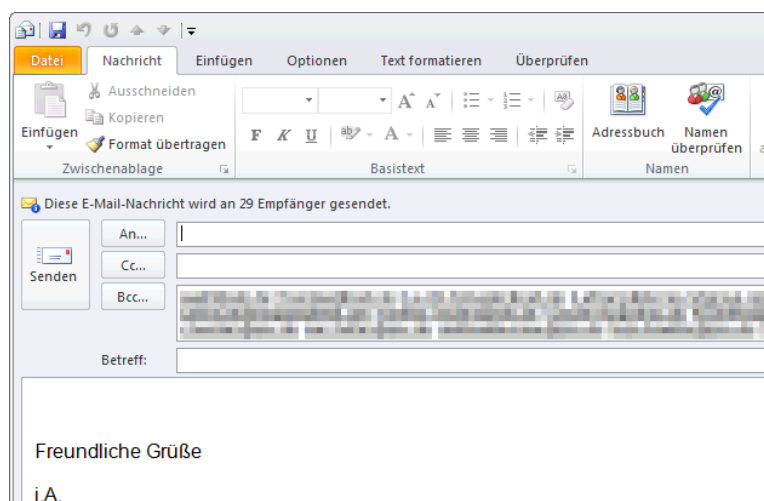 Datei Nachricht Einfügen Optionen Text formatieren Überprüfen
Einfügen
Ausschneiden
Kopieren
Format übertragen
Zwischenablage
F K U
Basistext
Adressbuch
Namen überprüfen
Namen
Diese E-Mail-Nachricht wird an 29 Empfänger gesendet.
Senden
An...
Cc...
Bcc...
Betreff:
Freundliche Grüße
i.A.